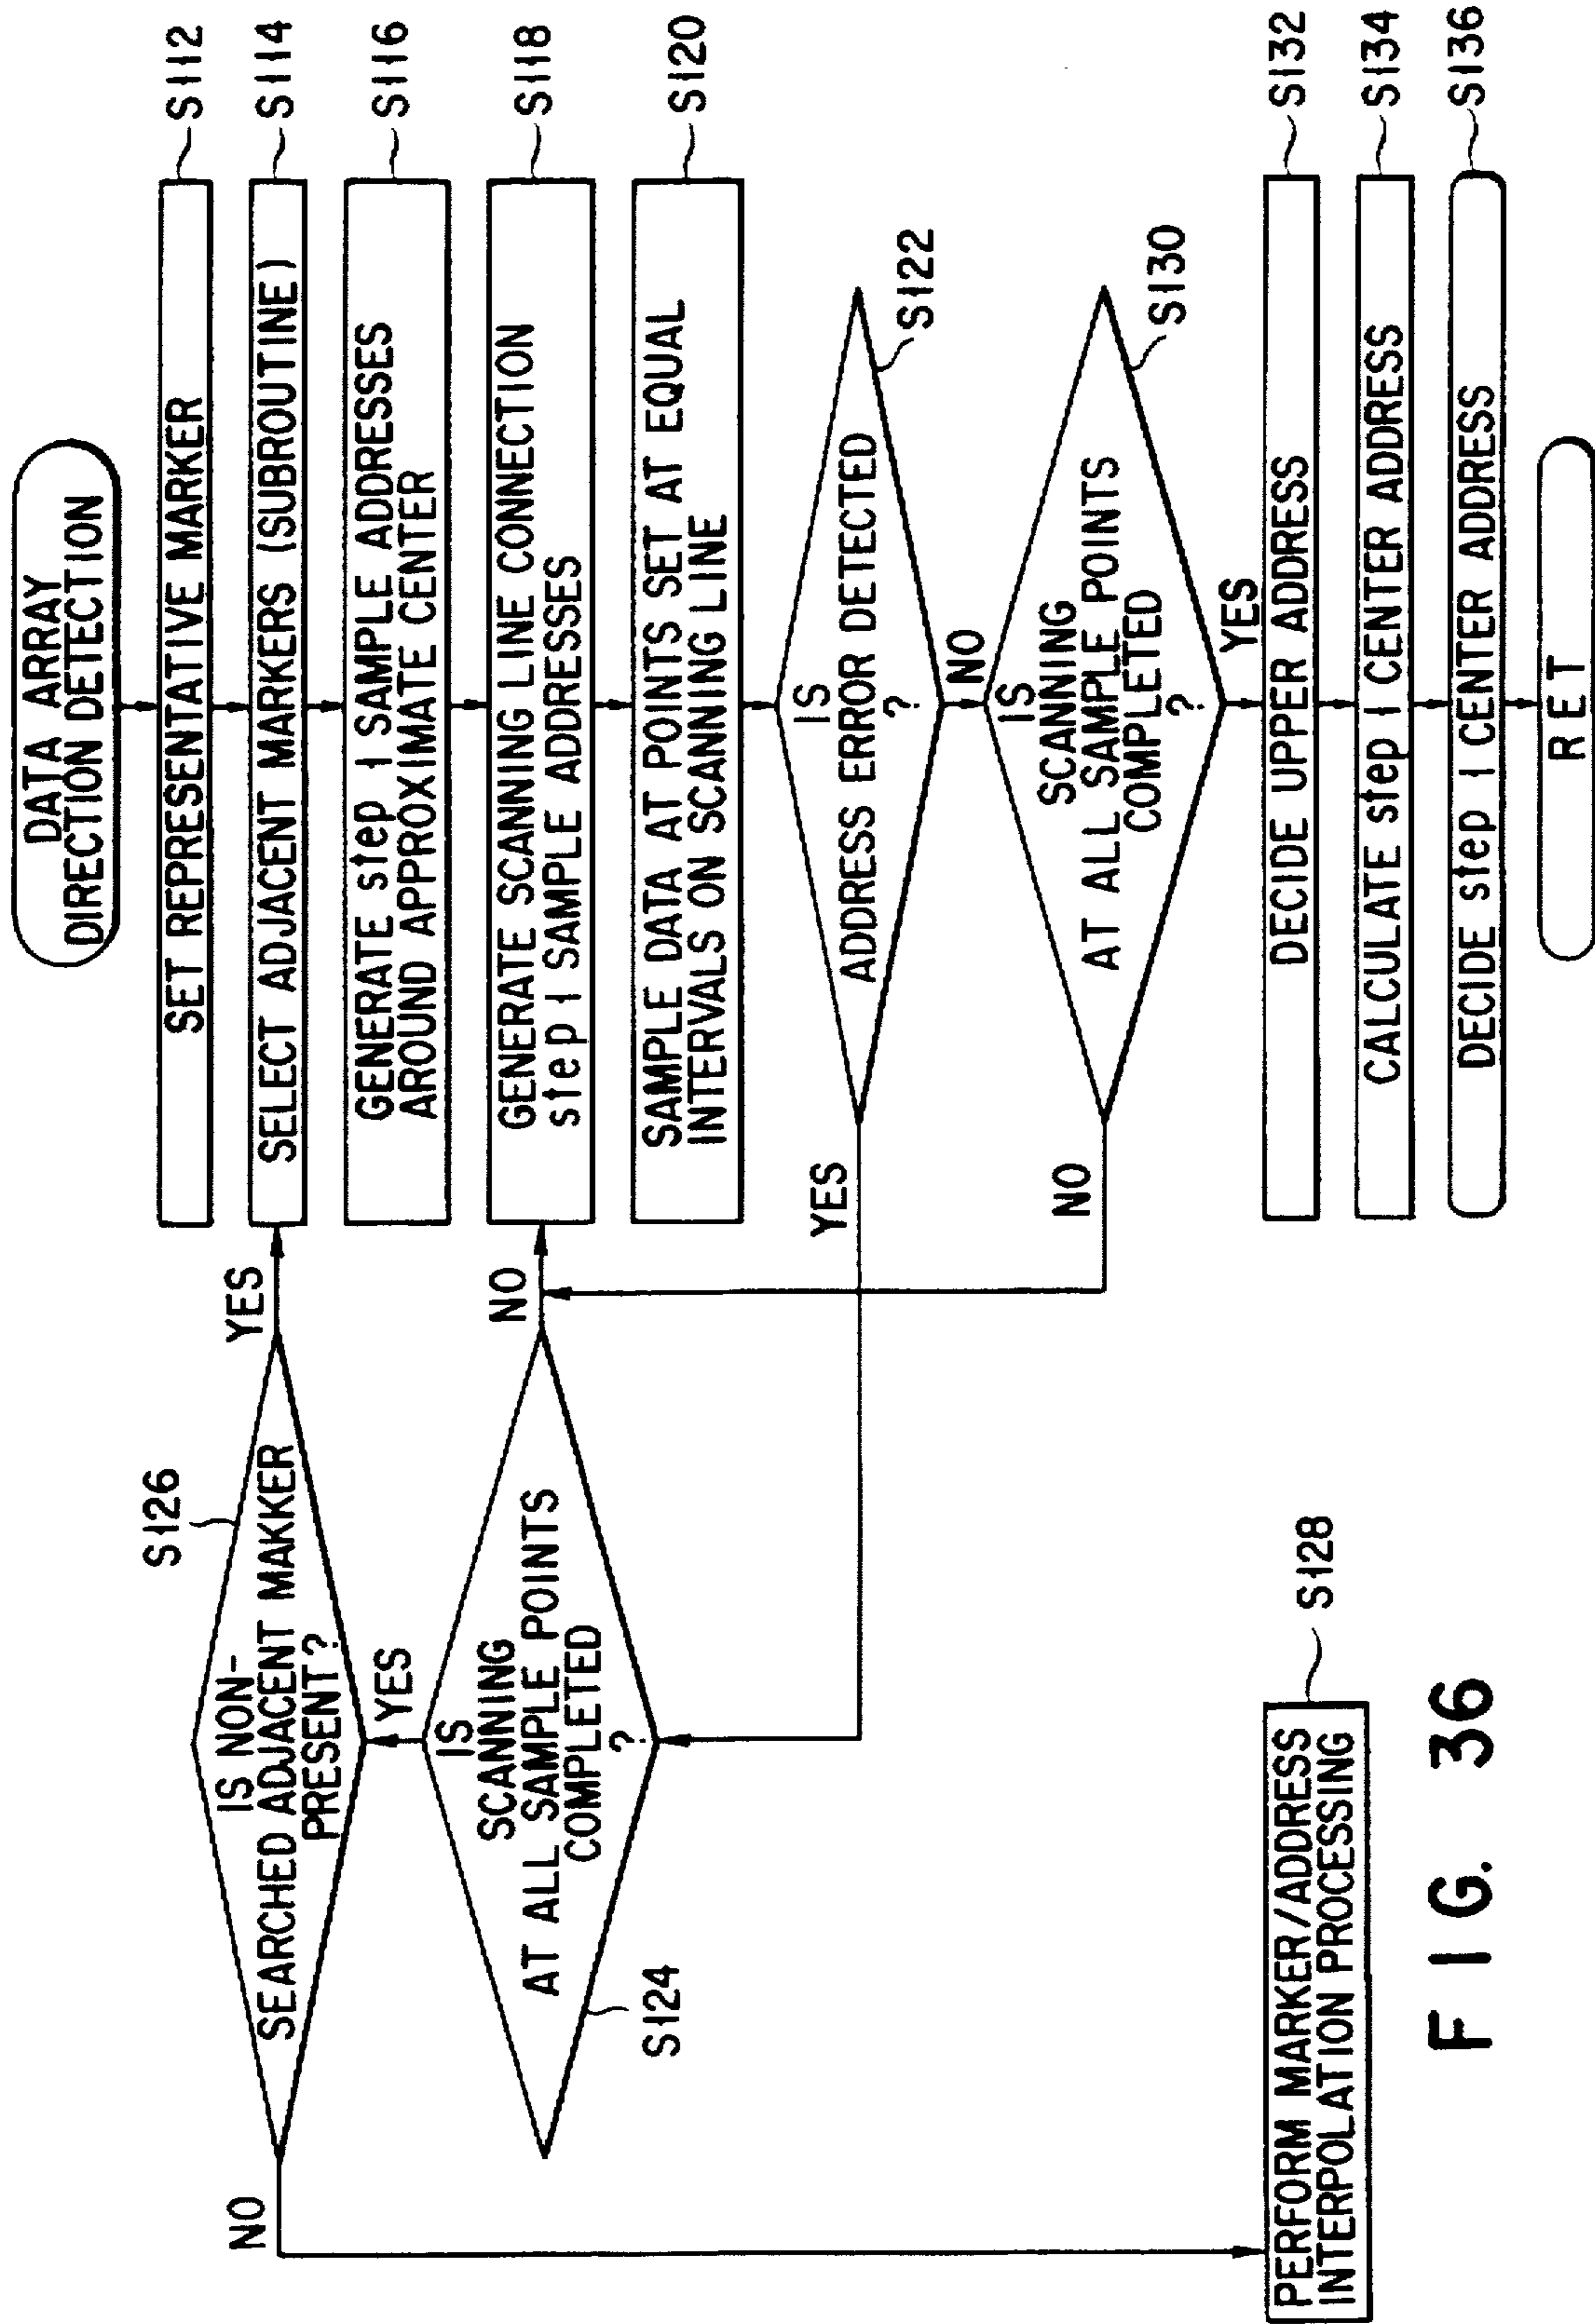 DATA ARRAY
DIRECTION DETECTION
SET REPRESENTATIVE MARKER
S112
SELECT ADJACENT MARKERS (SUBROUTINE)
S114
GENERATE step 1 SAMPLE ADDRESSES
AROUND APPROXIMATE CENTER
S116
GENERATE SCANNING LINE CONNECTION
step 1 SAMPLE ADDRESSES
S118
SAMPLE DATA AT POINTS SET AT EQUAL
INTERVALS ON SCANNING LINE
S120
IS
ADDRESS ERROR DETECTED
?
S122
YES
NO
IS
SCANNING
AT ALL SAMPLE POINTS
COMPLETED
?
S130
NO
YES
DECIDE UPPER ADDRESS
S132
CALCULATE step 1 CENTER ADDRESS
S134
DECIDE step 1 CENTER ADDRESS
S136
RET
S126
IS NON-
SEARCHED ADJACENT MAKKER
PRESENT?
YES
NO
YES
IS
SCANNING
AT ALL SAMPLE POINTS
COMPLETED
?
NO
S124
PERFORM MARKER/ADDRESS
INTERPOLATION PROCESSING
S128
FIG. 36